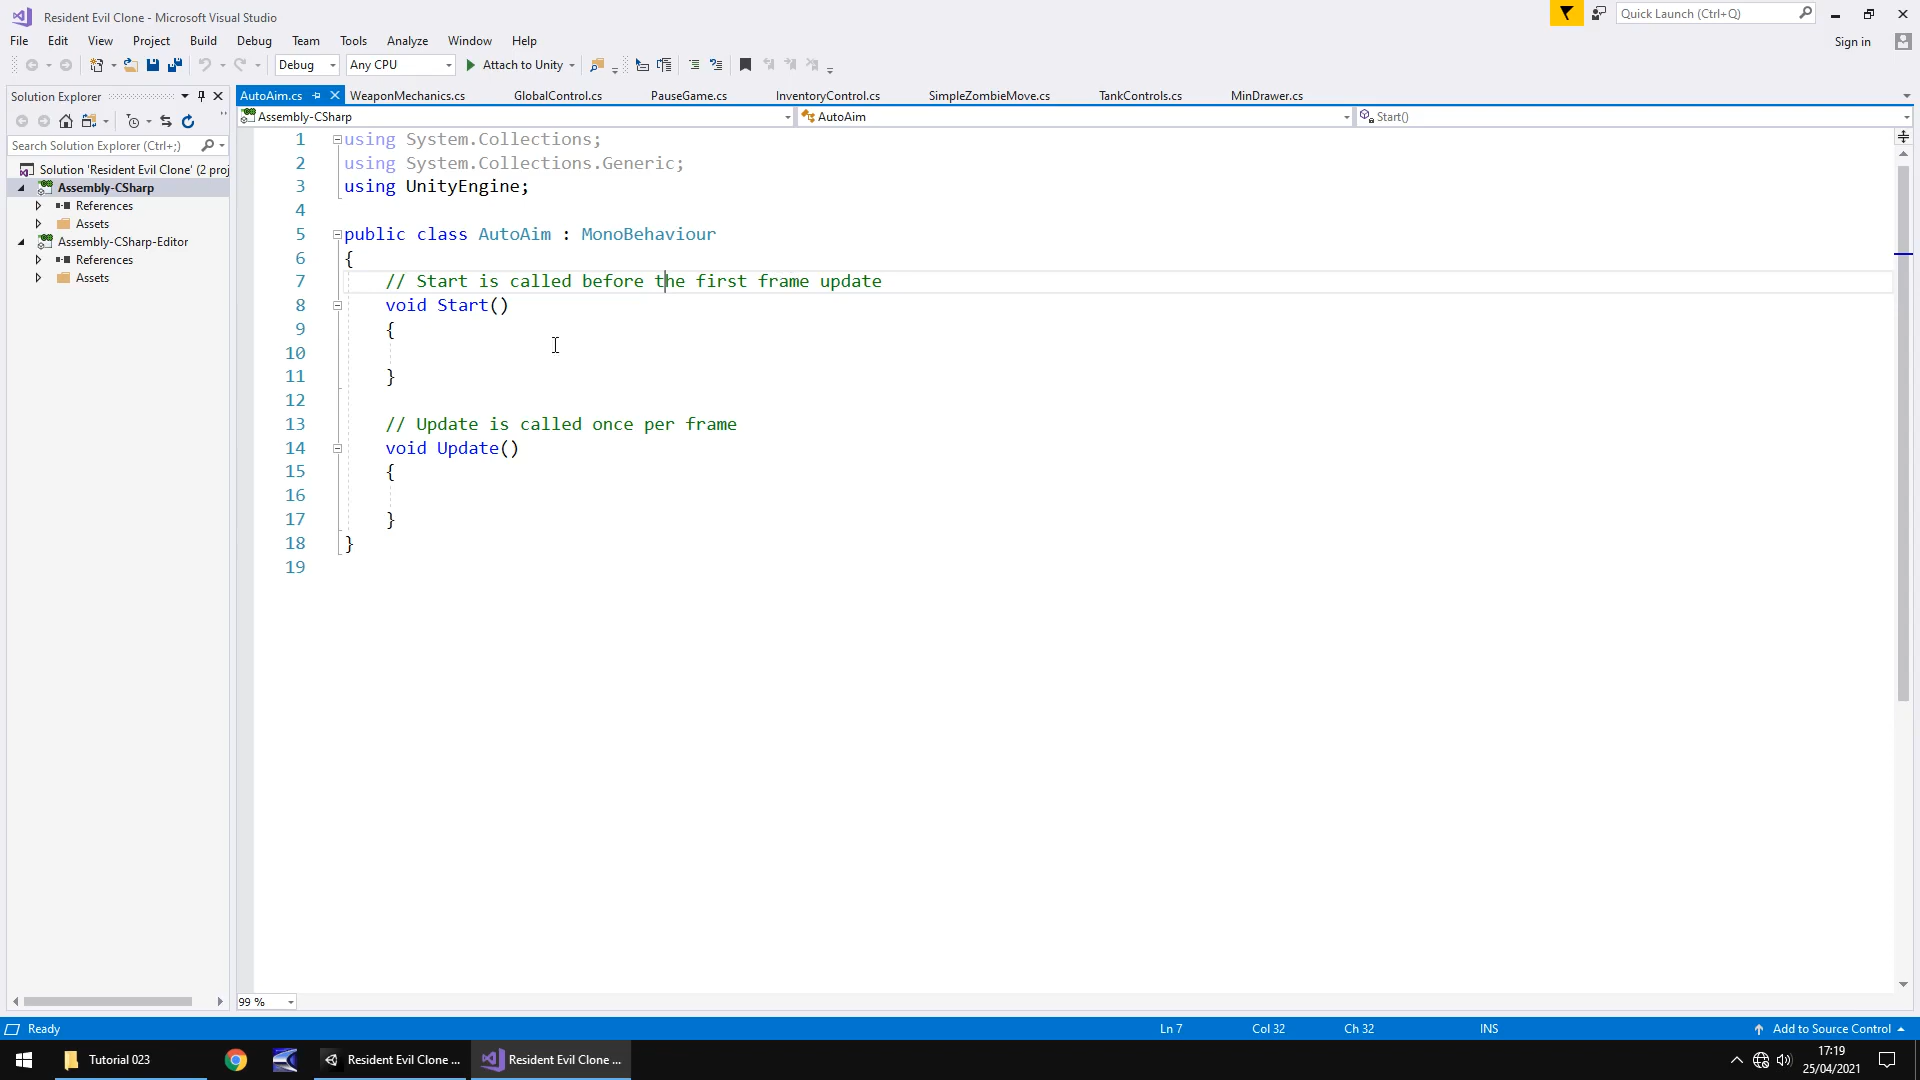 Resident Evil Clone - Microsoft Visual Studio
Quick Launch (Ctrl+Q)
File Edit View Project Build Debug Team Tools Analyze Window Help
Sign in
Debug Any CPU Attach to Unity
Solution Explorer
AutoAim.cs WeaponMechanics.cs GlobalControl.cs PauseGame.cs InventoryControl.cs SimpleZombieMove.cs TankControls.cs MinDrawer.cs
Assembly-CSharp AutoAim Start()
Search Solution Explorer (Ctrl+;)
Solution 'Resident Evil Clone' (2 proj
Assembly-CSharp
References
Assets
Assembly-CSharp-Editor
References
Assets
1 using System.Collections;
2 using System.Collections.Generic;
3 using UnityEngine;
4
5 public class AutoAim : MonoBehaviour
6 {
7 // Start is called before the first frame update
8 void Start()
9 {
10
11 }
12
13 // Update is called once per frame
14 void Update()
15 {
16
17 }
18 }
19
99 %
Ready Ln 7 Col 32 Ch 32 INS Add to Source Control
Tutorial 023 Resident Evil Clone ... Resident Evil Clone ...
17:19
25/04/2021